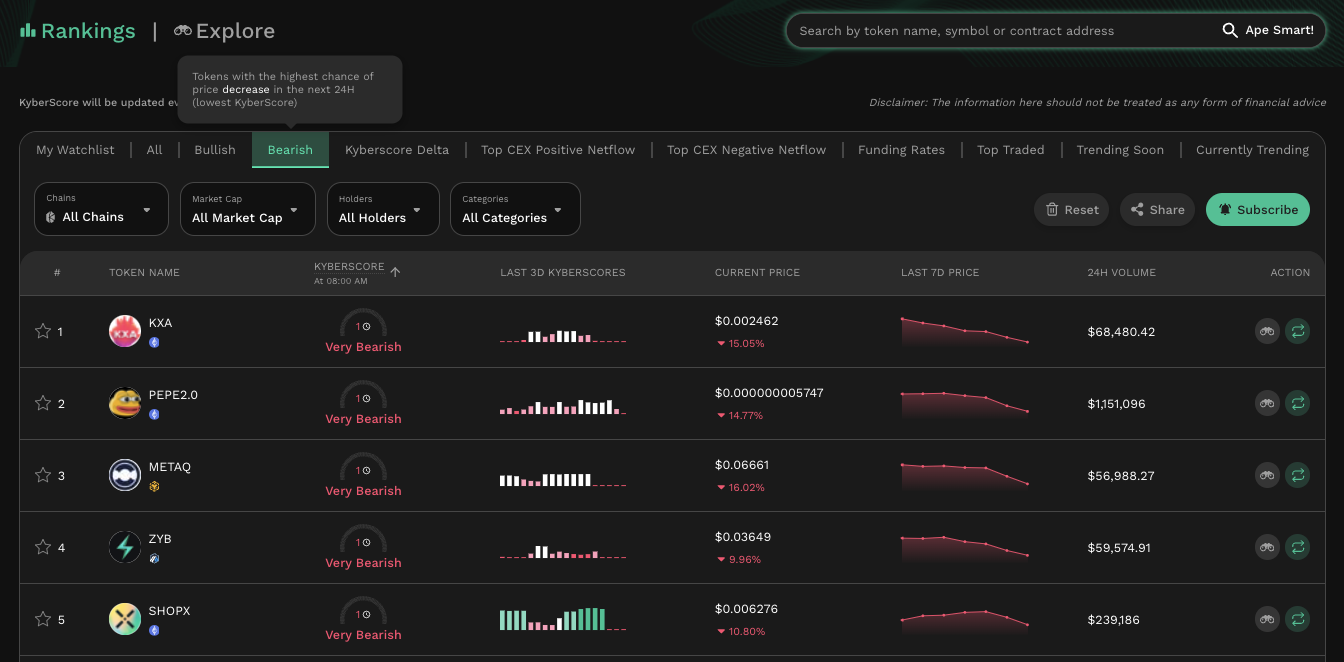 Rankings | Explore
Search by token name, symbol or contract address
Ape Smart!
Tokens with the highest chance of
price decrease in the next 24H
(lowest KyberScore)
KyberScore will be updated
Disclaimer: The information here should not be treated as any form of financial advice
My Watchlist | All | Bullish Bearish Kyberscore Delta | Top CEX Positive Netflow | Top CEX Negative Netflow | Funding Rates | Top Traded | Trending Soon | Currently Trending
Chains
All Chains
Market Cap
All Market Cap
Holders
All Holders
Categories
All Categories
Reset
Share
Subscribe
# TOKEN NAME KYBERSCORE LAST 3D KYBERSCORES CURRENT PRICE LAST 7D PRICE 24H VOLUME ACTION
At 08:00 AM
1 KXA 1 Very Bearish $0.002462 15.05% $68,480.42
KXA
2 PEPE2.0 1 Very Bearish $0.000000005747 14.77% $1,151,096
3 METAQ 1 Very Bearish $0.06661 16.02% $56,988.27
4 ZYB 1 Very Bearish $0.03649 9.96% $59,574.91
5 SHOPX 1 Very Bearish $0.006276 10.80% $239,186